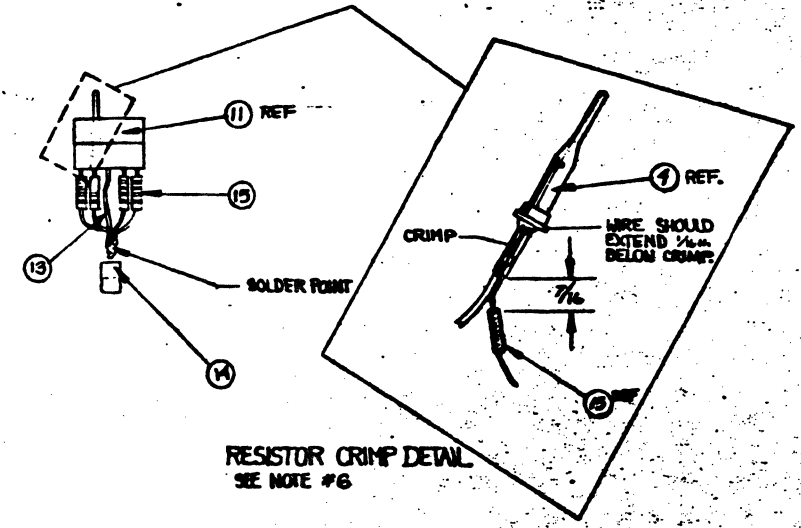 11 REF
15
13
SOLDER POINT
14
4 REF.
CRIMP
WIRE SHOULD
EXTEND 1/16 IN.
BELOW CRIMP.
7/16
15 REF
RESISTOR CRIMP DETAIL
SEE NOTE #6